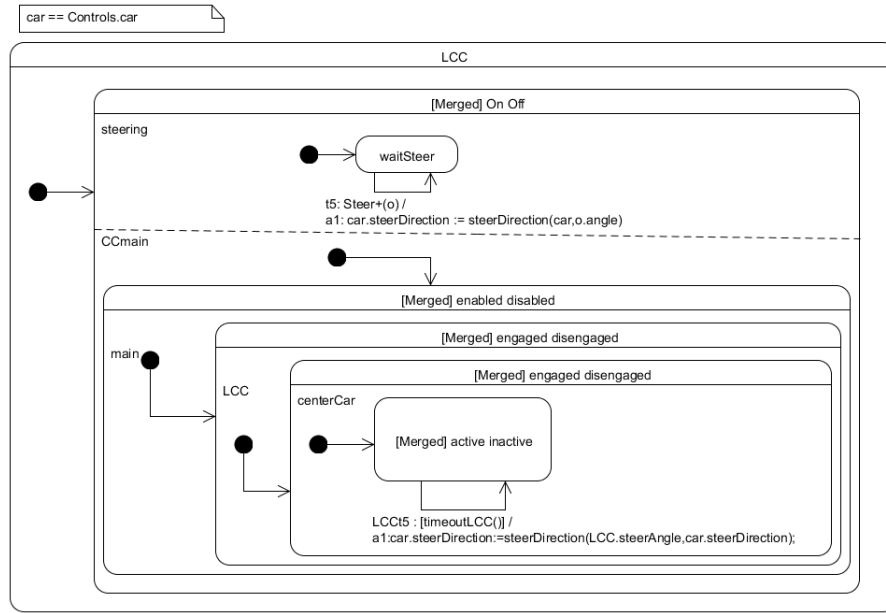 car == Controls.car
LCC
[Merged] On Off
steering
waitSteer
t5: Steer+(o) /
a1: car.steerDirection := steerDirection(car,o.angle)
CCmain
[Merged] enabled disabled
main
[Merged] engaged disengaged
LCC
[Merged] engaged disengaged
centerCar
[Merged] active inactive
LCCt5 : [timeoutLCC()] /
a1:car.steerDirection:=steerDirection(LCC.steerAngle,car.steerDirection);